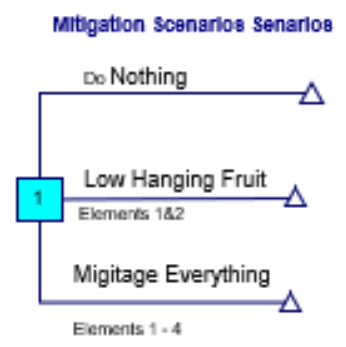 Mitigation Scenarios Senarios
Do Nothing
1
Low Hanging Fruit
Elements 1&2
Migitage Everything
Elements 1 - 4